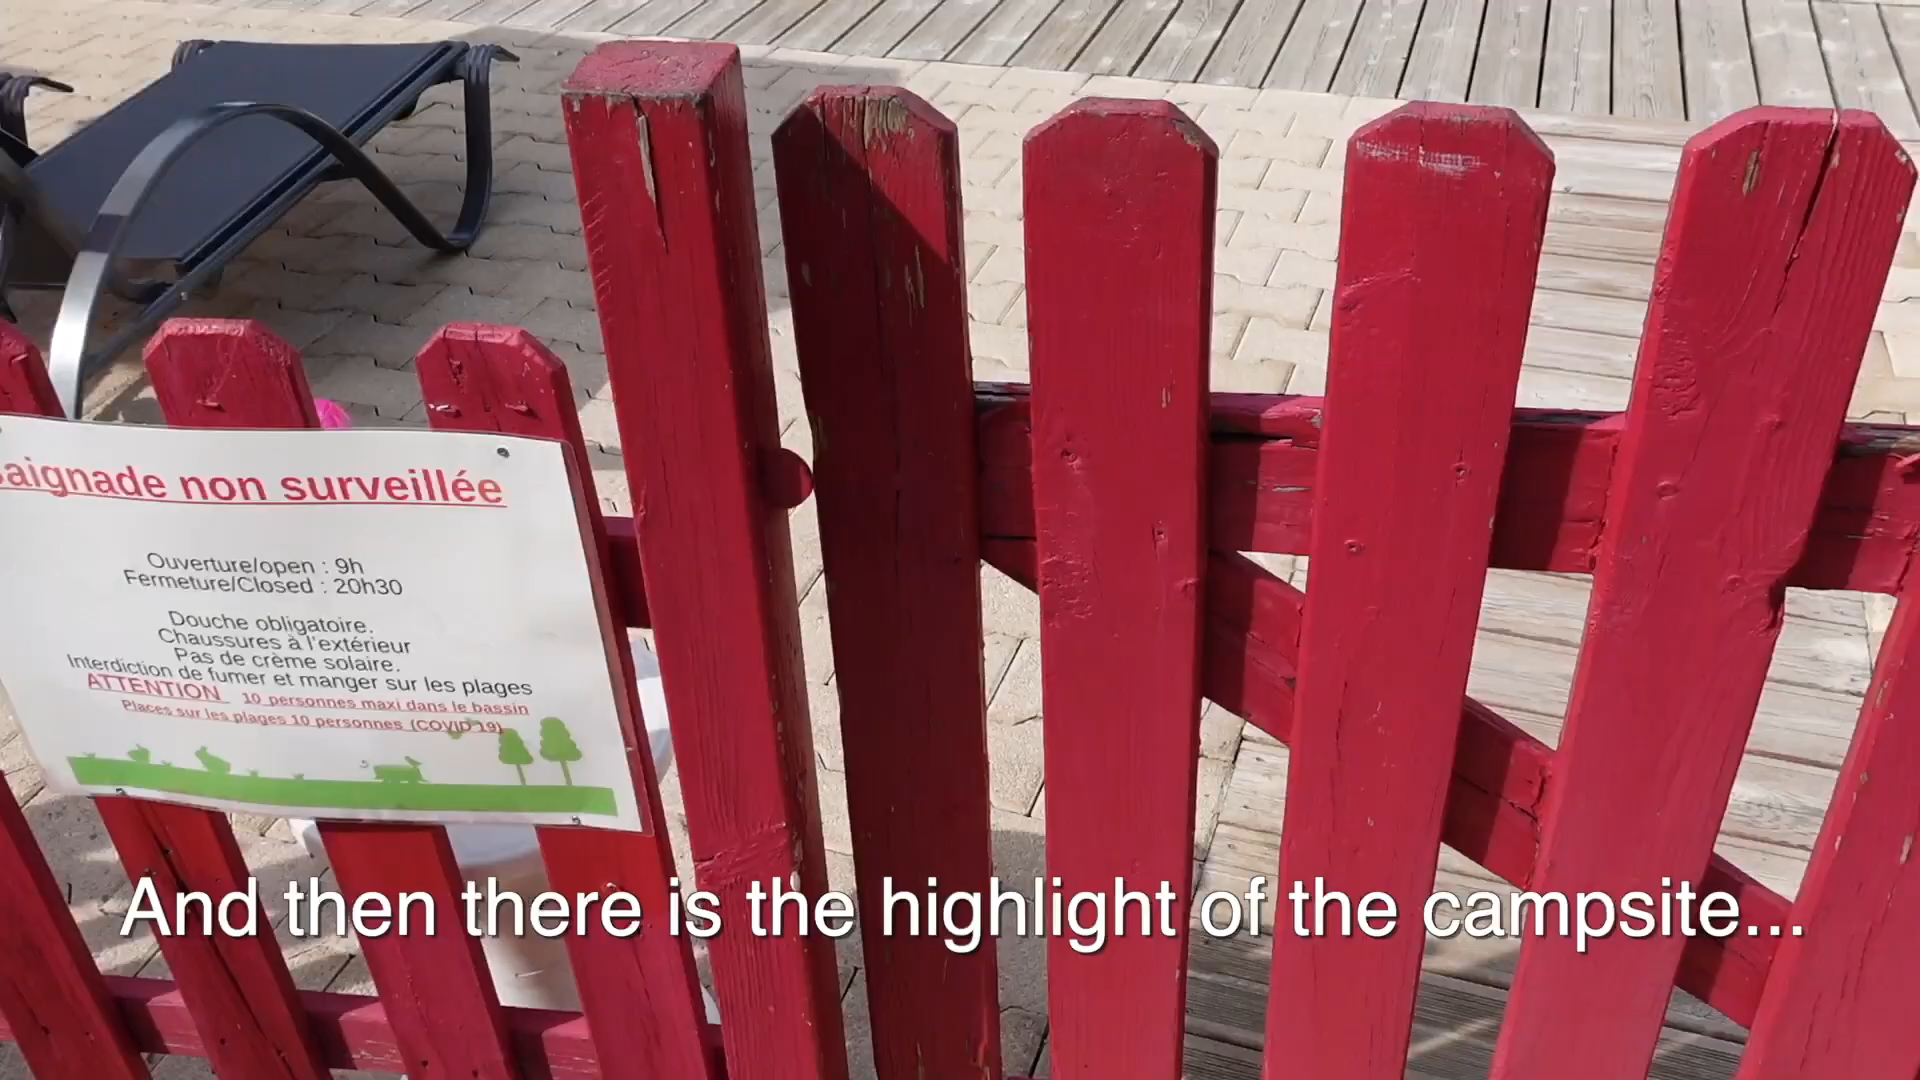 aignade non surveillée
Ouverture/open : 9h
Fermeture/Closed : 20h30
Douche obligatoire.
Chaussures à l'extérieur
Pas de crème solaire.
Interdiction de fumer et manger sur les plages
ATTENTION 10 personnes maxi dans le bassin
Places sur les plages 10 personnes (COVID 19)
And then there is the highlight of the campsite...